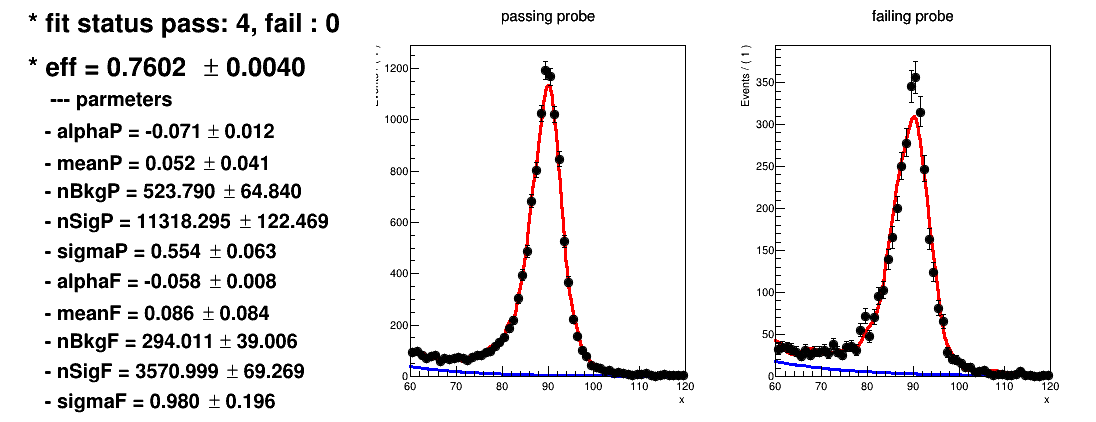 * fit status pass: 4, fail : 0
* eff = 0.7602 ± 0.0040
--- parmeters
- alphaP = -0.071 ± 0.012
- meanP = 0.052 ± 0.041
- nBkgP = 523.790 ± 64.840
- nSigP = 11318.295 ± 122.469
- sigmaP = 0.554 ± 0.063
- alphaF = -0.058 ± 0.008
- meanF = 0.086 ± 0.084
- nBkgF = 294.011 ± 39.006
- nSigF = 3570.999 ± 69.269
- sigmaF = 0.980 ± 0.196
passing probe
1200
1000
800
600
400
200
0
60 70 80 90 100 110 120
x
failing probe
Events / ( 1 )
350
300
250
200
150
100
50
0
60 70 80 90 100 110 120
x